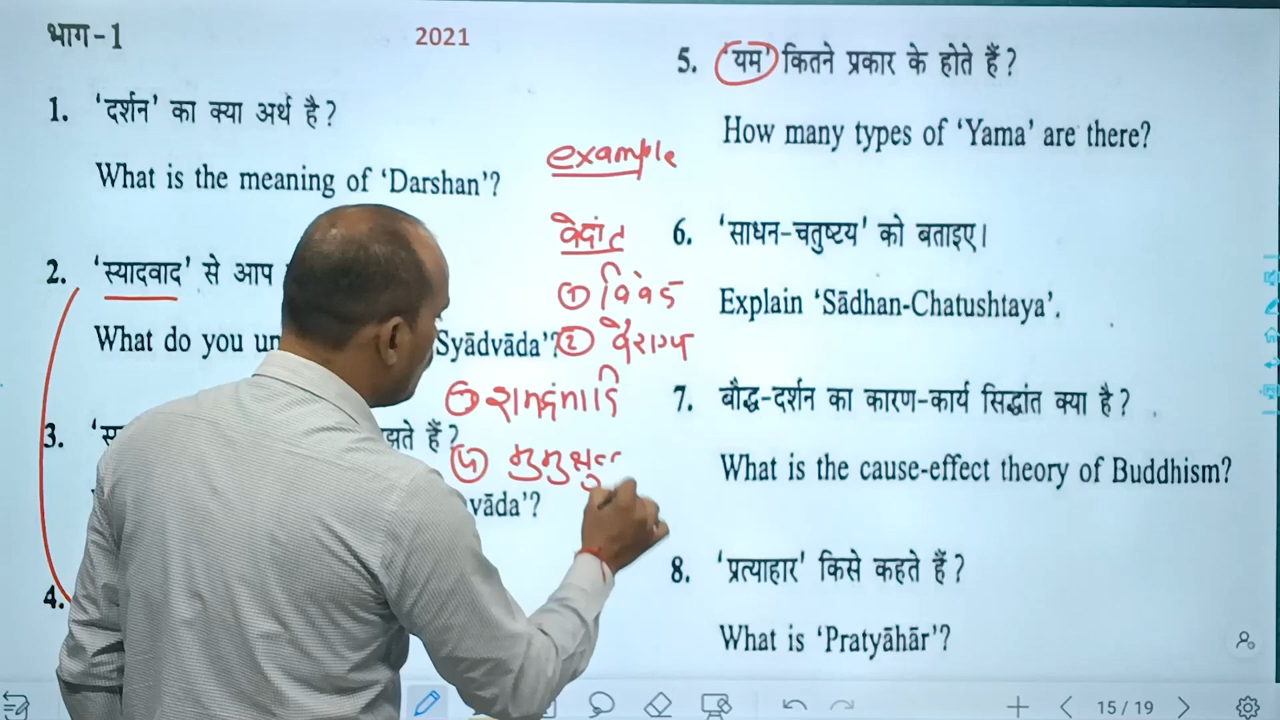 भाग-1
2021
1. 'दर्शन' का क्या अर्थ है?
What is the meaning of 'Darshan'?
2. 'स्यादवाद' से आप
What do you un Syādvāda'?
3. झते हैं?
vāda'?
4.
example
वेदांत
① विवेक
② वैराग्य
④ मुमुक्षु
5. 'यम' कितने प्रकार के होते हैं?
How many types of 'Yama' are there?
6. 'साधन-चतुष्टय' को बताइए।
Explain 'Sādhan-Chatushtaya'.
7. बौद्ध-दर्शन का कारण-कार्य सिद्धांत क्या है?
What is the cause-effect theory of Buddhism?
8. 'प्रत्याहार' किसे कहते हैं?
What is 'Pratyāhār'?
15 / 19